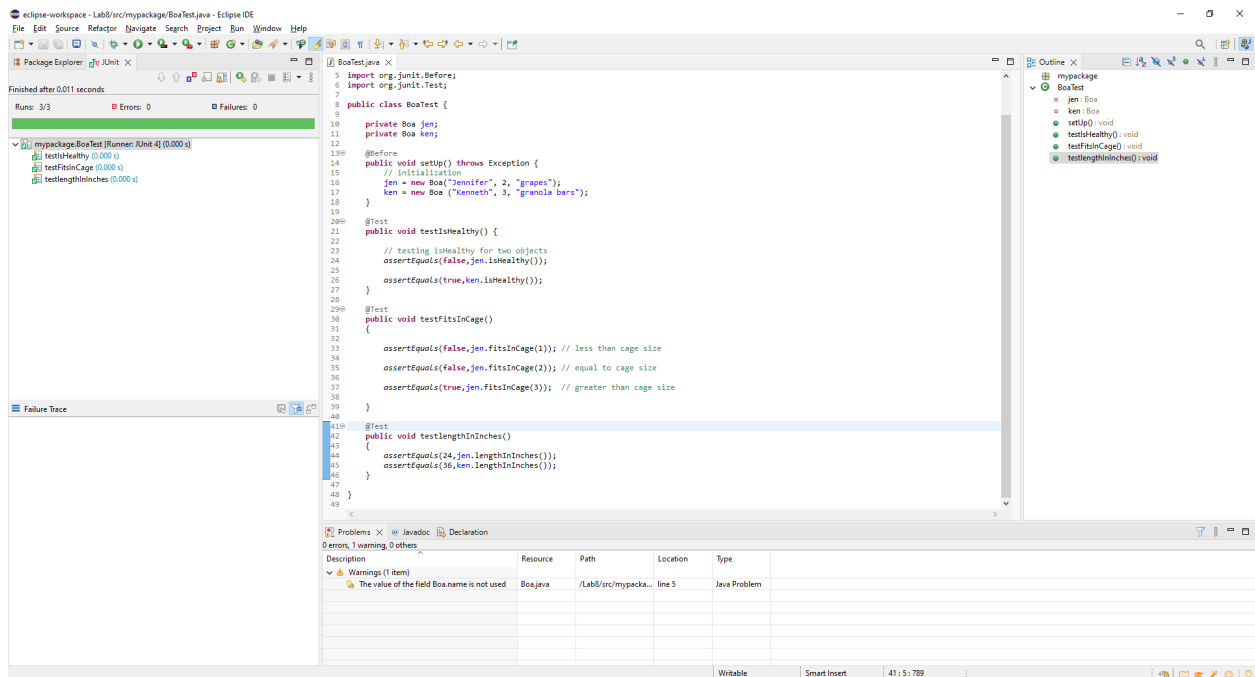 eclipse-workspace - Lab8/src/mypackage/BoaTest.java - Eclipse IDE
File Edit Source Refactor Navigate Search Project Run Window Help
Package Explorer JUnit
Finished after 0.011 seconds
Runs: 3/3 Errors: 0 Failures: 0
mypackage.BoaTest [Runner: JUnit 4] (0.000 s)
testIsHealthy (0.000 s)
testFitsInCage (0.000 s)
testlengthInInches (0.000 s)
Failure Trace
BoaTest.java
5 import org.junit.Before;
6 import org.junit.Test;
7
8 public class BoaTest {
9
10 private Boa jen;
11 private Boa ken;
12
13 @Before
14 public void setUp() throws Exception {
15 // initialization
16 jen = new Boa("Jennifer", 2, "grapes");
17 ken = new Boa ("Kenneth", 3, "granola bars");
18 }
19
20 @Test
21 public void testIsHealthy() {
22
23 // testing isHealthy for two objects
24 assertEquals(false,jen.isHealthy());
25
26 assertEquals(true,ken.isHealthy());
27 }
28
29 @Test
30 public void testFitsInCage()
31 {
32
33 assertEquals(false,jen.fitsInCage(1)); // less than cage size
34
35 assertEquals(false,jen.fitsInCage(2)); // equal to cage size
36
37 assertEquals(true,jen.fitsInCage(3)); // greater than cage size
38
39 }
40
41 @Test
42 public void testlengthInInches()
43 {
44 assertEquals(24,jen.lengthInInches());
45 assertEquals(36,ken.lengthInInches());
46 }
47
48 }
49
Outline
mypackage
BoaTest
jen : Boa
ken : Boa
setUp() : void
testIsHealthy() : void
testFitsInCage() : void
testlengthInInches() : void
Problems @ Javadoc Declaration
0 errors, 1 warning, 0 others
Description Resource Path Location Type
Warnings (1 item)
The value of the field Boa.name is not used Boa.java /Lab8/src/mypacka... line 5 Java Problem
Writable Smart Insert 41 : 5 : 789